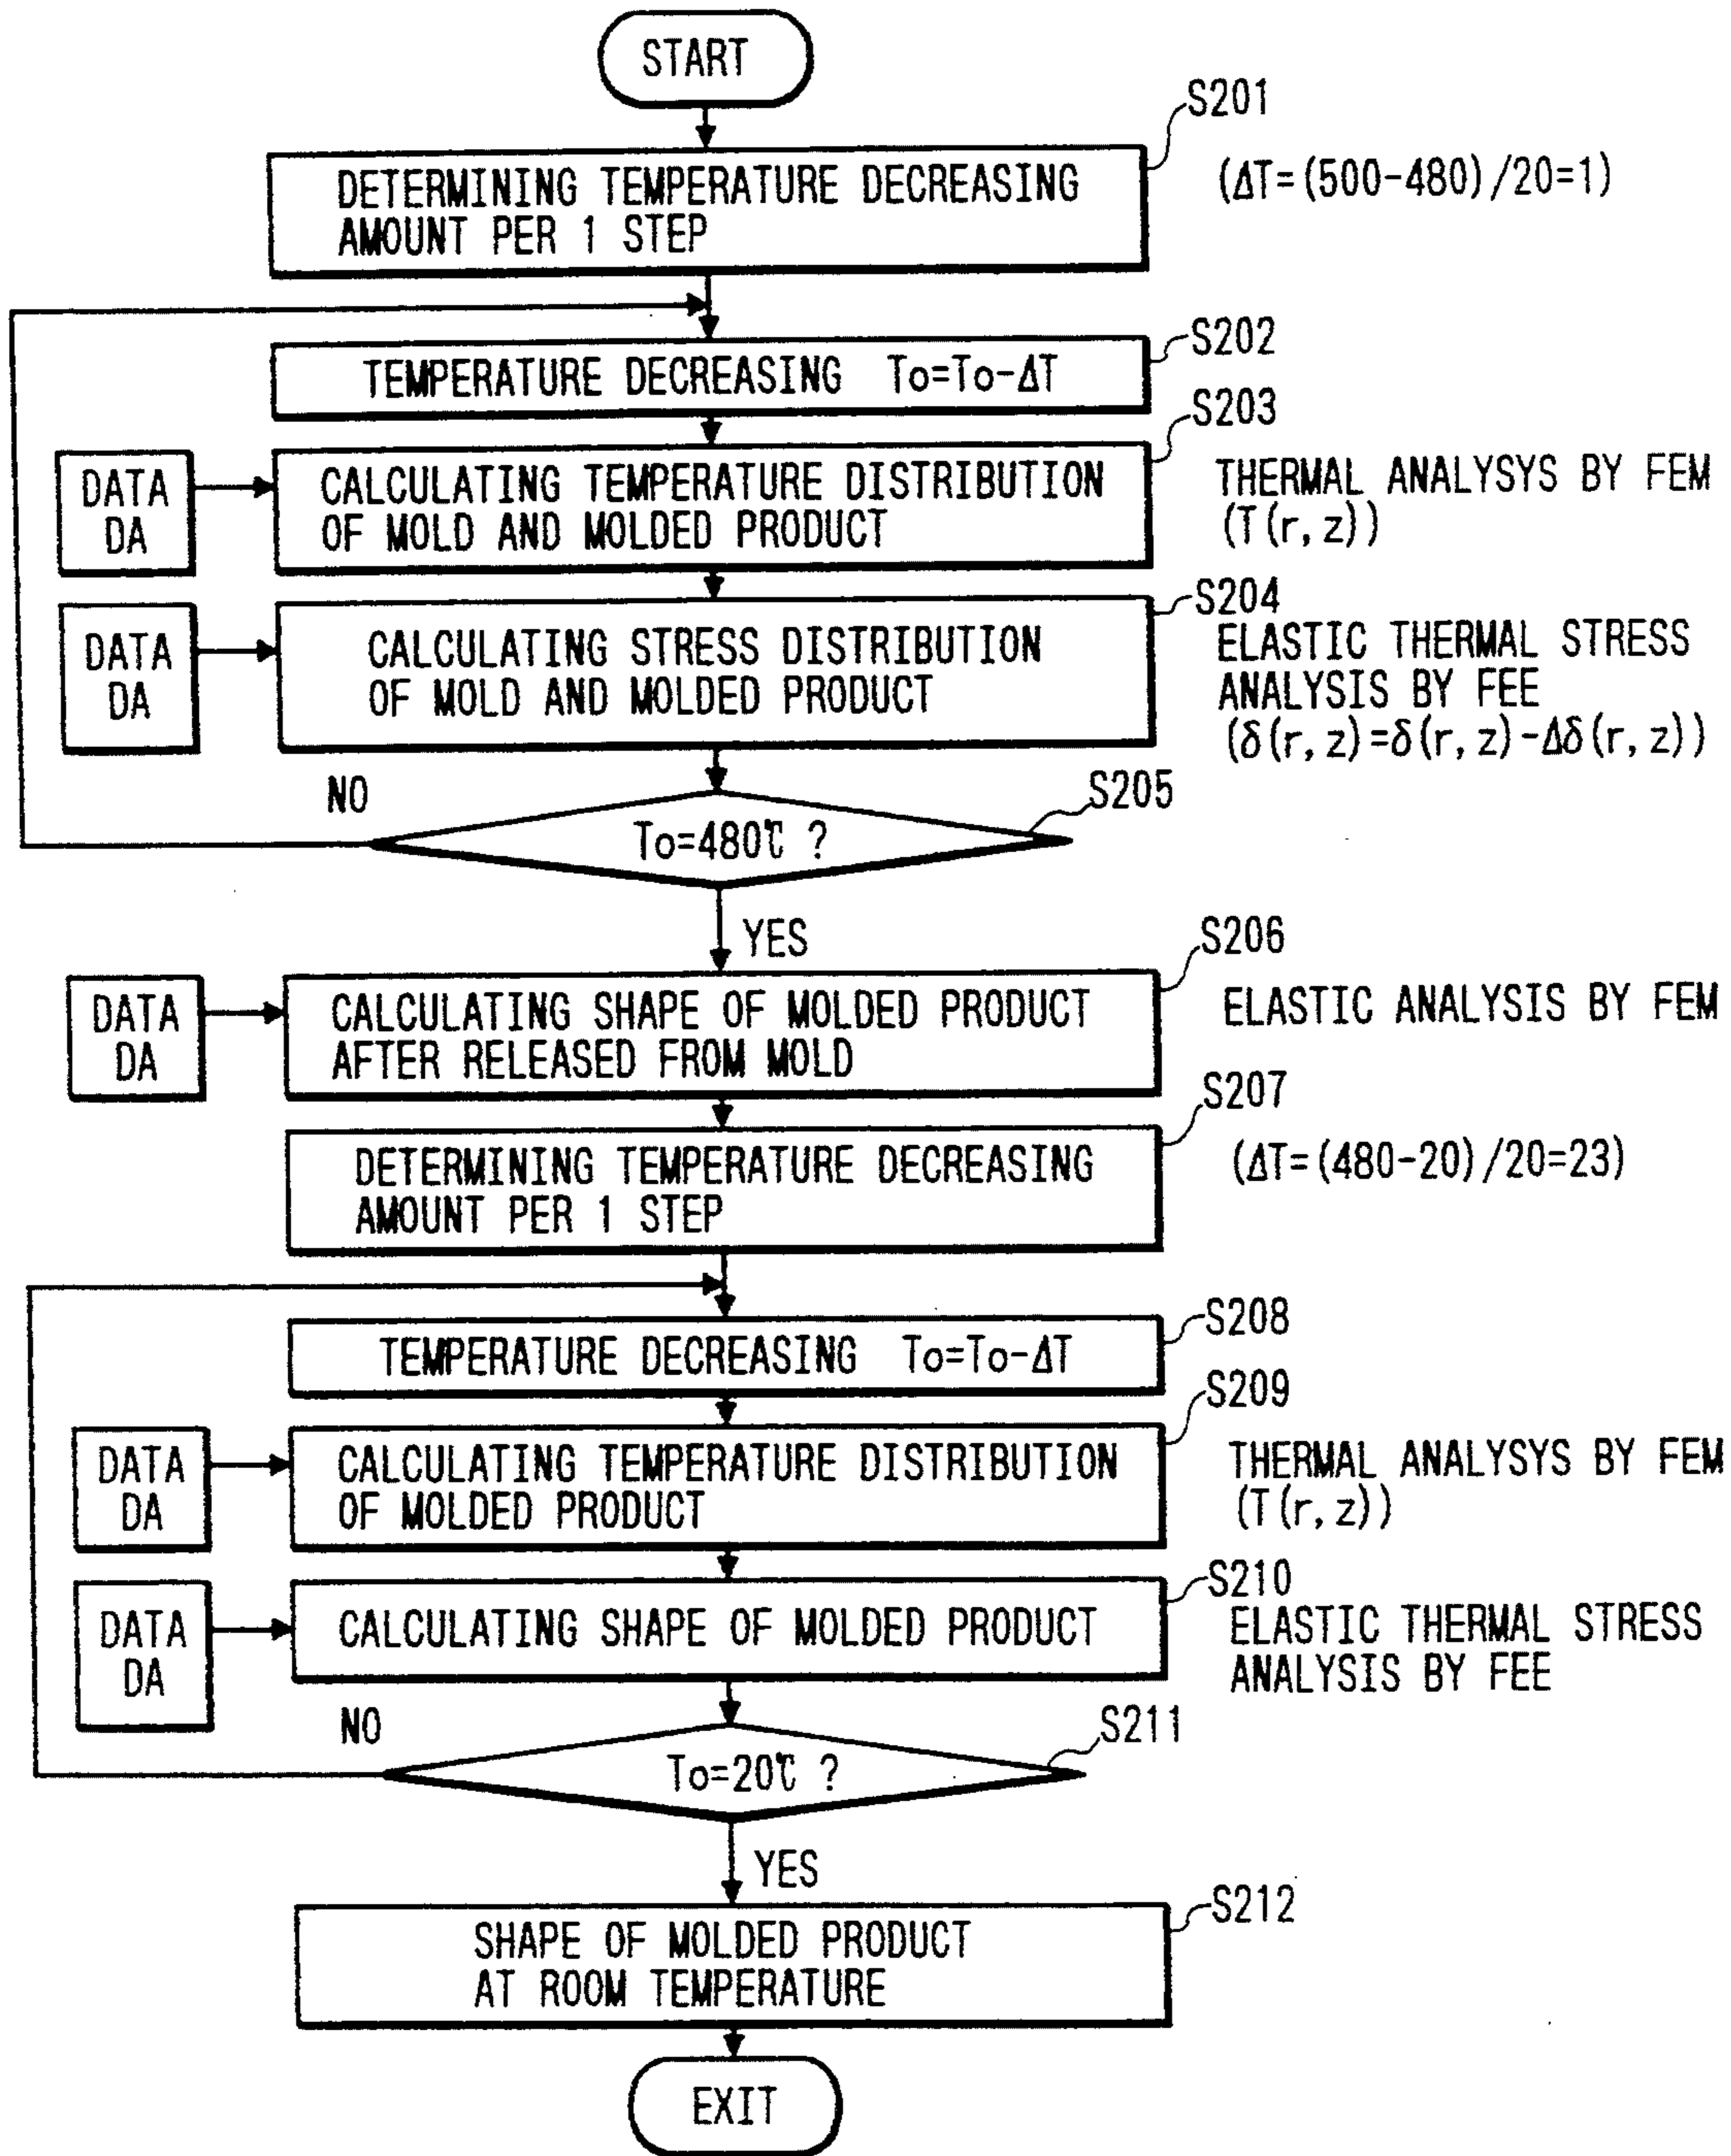 START
S201
DETERMINING TEMPERATURE DECREASING
AMOUNT PER 1 STEP
(ΔT=(500-480)/20=1)
S202
TEMPERATURE DECREASING To=To-ΔT
S203
DATA
DA
CALCULATING TEMPERATURE DISTRIBUTION
OF MOLD AND MOLDED PRODUCT
THERMAL ANALYSYS BY FEM
(T(r,z))
S204
DATA
DA
CALCULATING STRESS DISTRIBUTION
OF MOLD AND MOLDED PRODUCT
ELASTIC THERMAL STRESS
ANALYSIS BY FEE
(δ(r,z)=δ(r,z)-Δδ(r,z))
NO
S205
To=480℃ ?
YES
S206
DATA
DA
CALCULATING SHAPE OF MOLDED PRODUCT
AFTER RELEASED FROM MOLD
ELASTIC ANALYSIS BY FEM
S207
DETERMINING TEMPERATURE DECREASING
AMOUNT PER 1 STEP
(ΔT=(480-20)/20=23)
S208
TEMPERATURE DECREASING To=To-ΔT
S209
DATA
DA
CALCULATING TEMPERATURE DISTRIBUTION
OF MOLDED PRODUCT
THERMAL ANALYSYS BY FEM
(T(r,z))
S210
DATA
DA
CALCULATING SHAPE OF MOLDED PRODUCT
ELASTIC THERMAL STRESS
ANALYSIS BY FEE
NO
S211
To=20℃ ?
YES
S212
SHAPE OF MOLDED PRODUCT
AT ROOM TEMPERATURE
EXIT